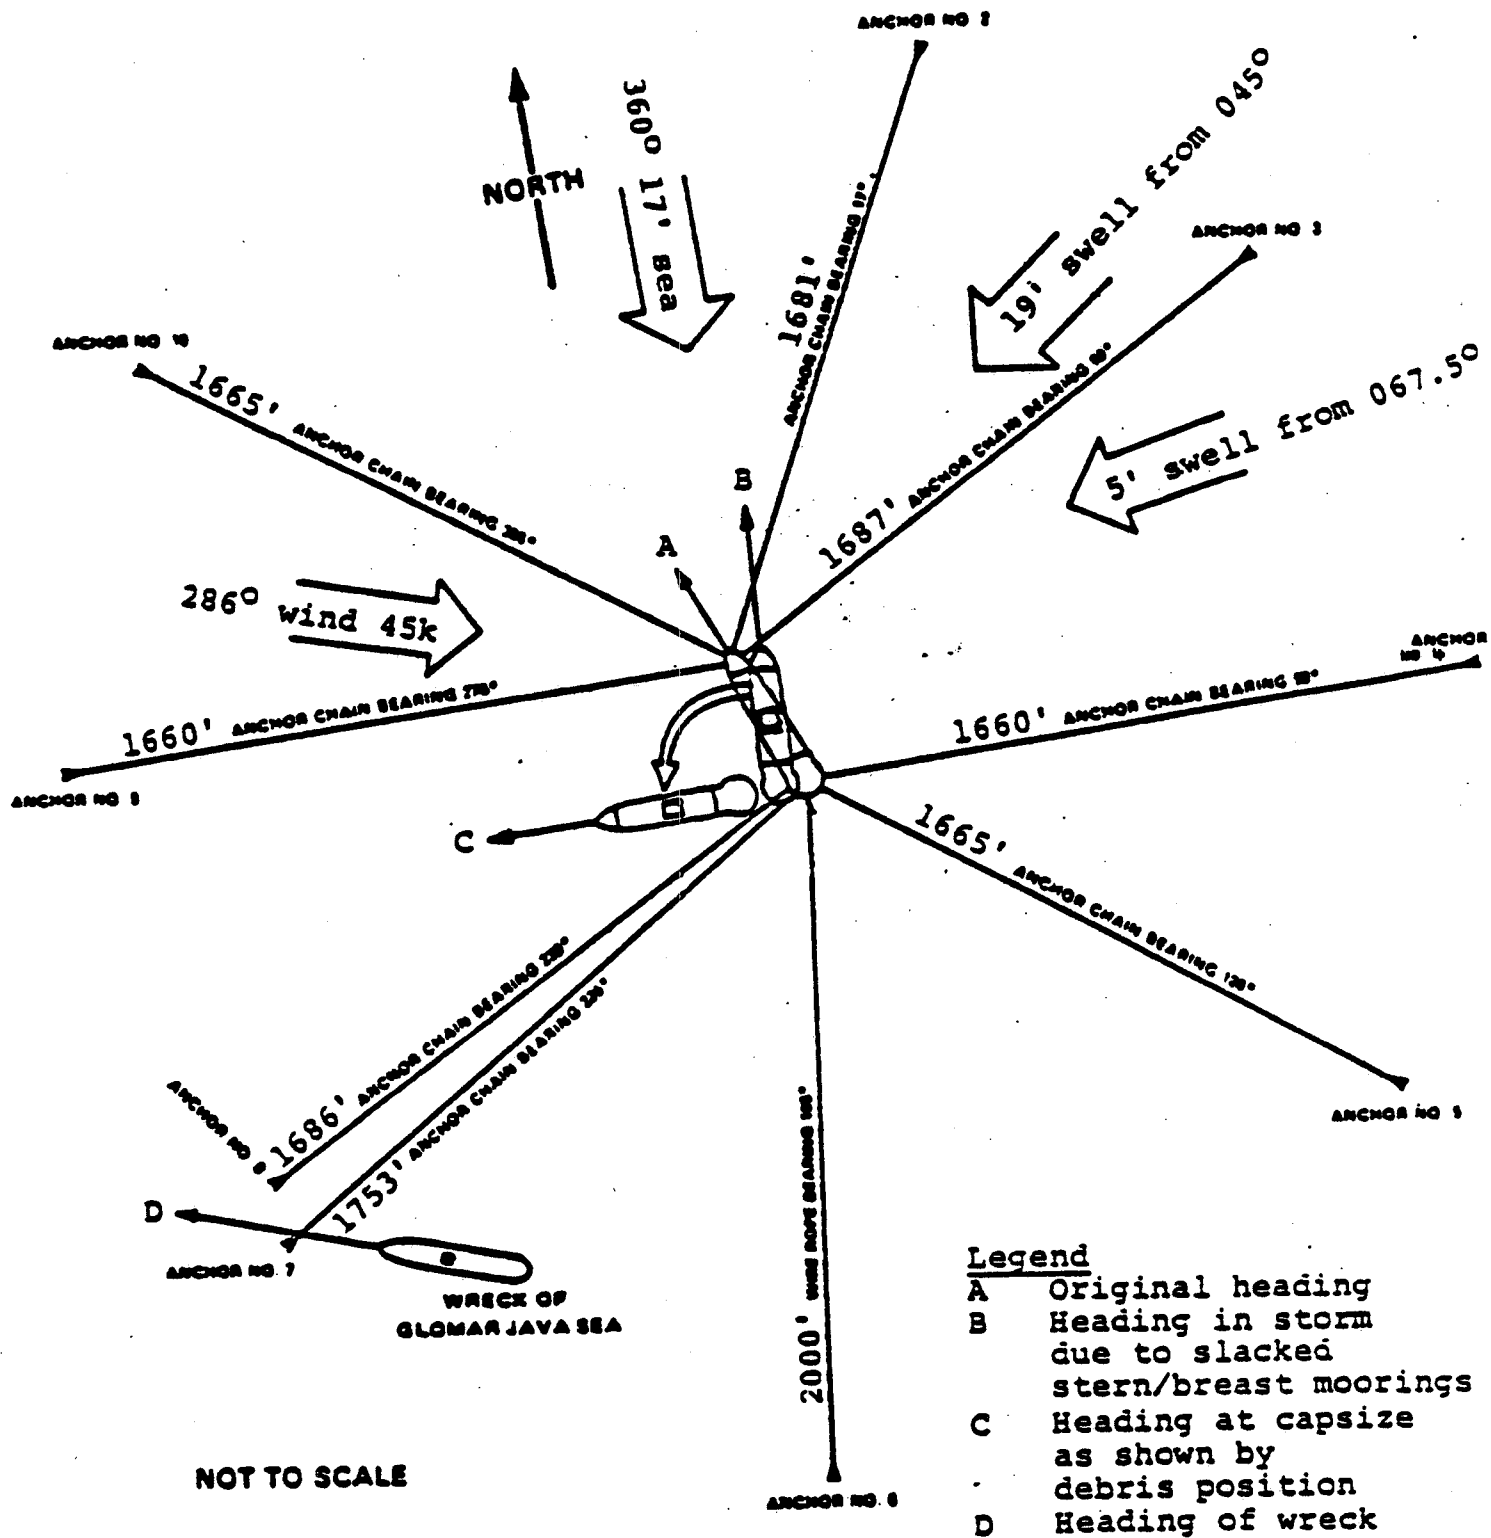 ANCHOR NO 2
NORTH
360° 17' sea
19' swell from 045°
ANCHOR NO 3
1681'
ANCHOR CHAIN BEARING
ANCHOR NO 10
1665' ANCHOR CHAIN BEARING
1687' ANCHOR CHAIN BEARING
5' swell from 067.5°
B
A
286° wind 45k
ANCHOR
NO 4
1660' ANCHOR CHAIN BEARING 270°
1660' ANCHOR CHAIN BEARING 90°
ANCHOR NO 9
C
1665' ANCHOR CHAIN BEARING
1686' ANCHOR CHAIN BEARING
1753' ANCHOR CHAIN BEARING
ANCHOR NO 8
ANCHOR NO 5
2000' WIRE ROPE BEARING
D
ANCHOR NO. 7
WRECK OF
GLOMAR JAVA SEA
Legend
A Original heading
B Heading in storm
due to slacked
stern/breast moorings
C Heading at capsize
as shown by
debris position
D Heading of wreck
NOT TO SCALE
ANCHOR NO. 6